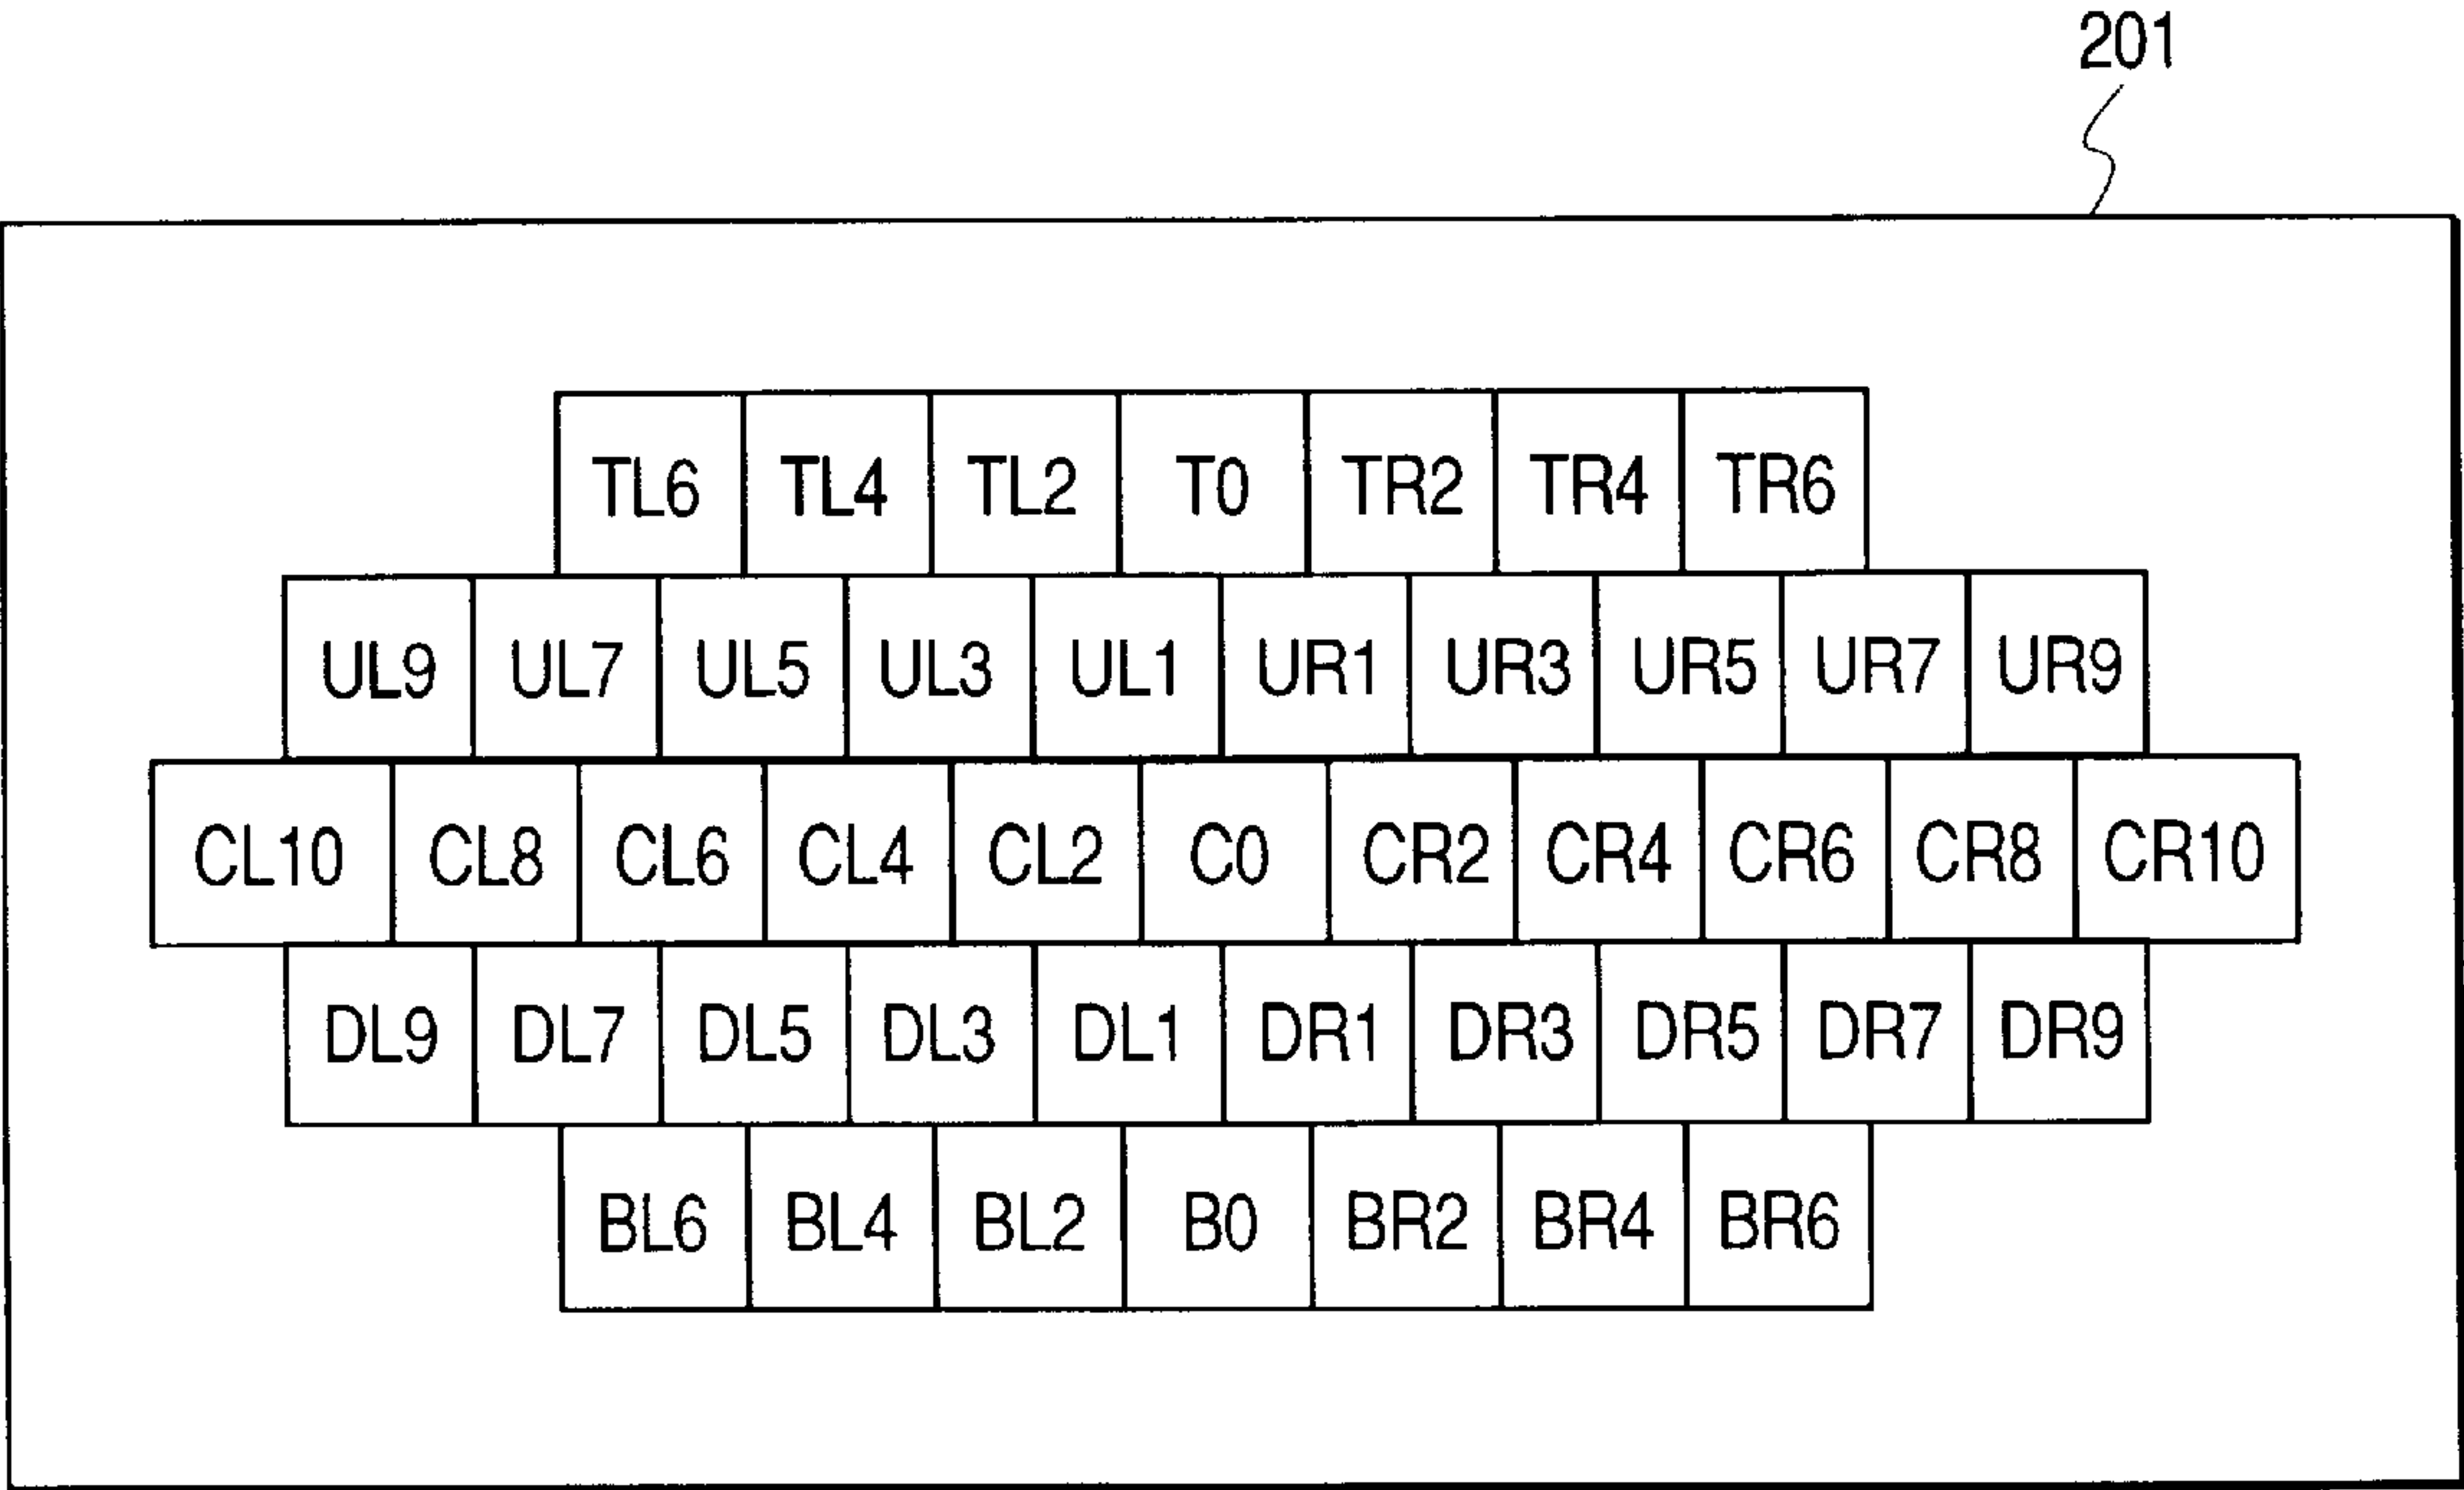 201
TL6 TL4 TL2 T0 TR2 TR4 TR6
UL9 UL7 UL5 UL3 UL1 UR1 UR3 UR5 UR7 UR9
CL10 CL8 CL6 CL4 CL2 C0 CR2 CR4 CR6 CR8 CR10
DL9 DL7 DL5 DL3 DL1 DR1 DR3 DR5 DR7 DR9
BL6 BL4 BL2 B0 BR2 BR4 BR6